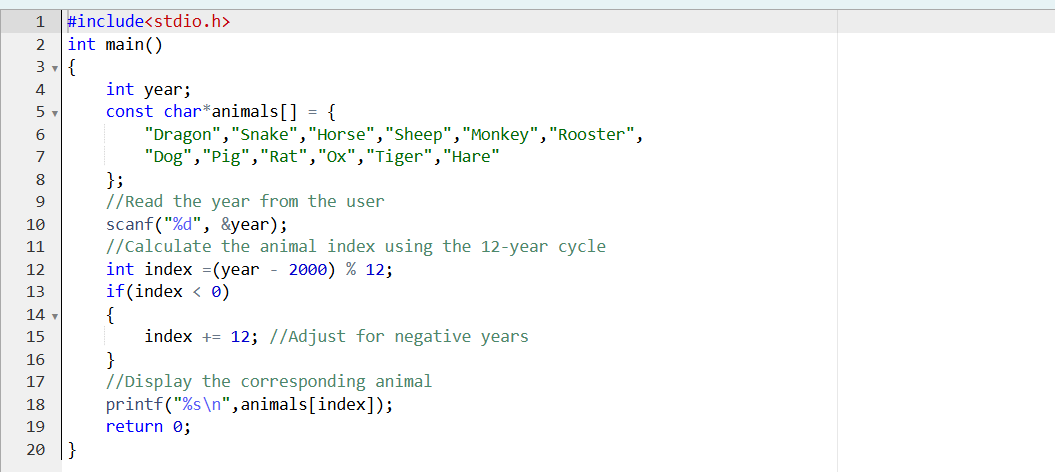 1 #include<stdio.h>
2 int main()
3 {
4     int year;
5     const char*animals[] = {
6         "Dragon","Snake","Horse","Sheep","Monkey","Rooster",
7         "Dog","Pig","Rat","Ox","Tiger","Hare"
8     };
9     //Read the year from the user
10     scanf("%d", &year);
11     //Calculate the animal index using the 12-year cycle
12     int index =(year - 2000) % 12;
13     if(index < 0)
14     {
15         index += 12; //Adjust for negative years
16     }
17     //Display the corresponding animal
18     printf("%s\n",animals[index]);
19     return 0;
20 }